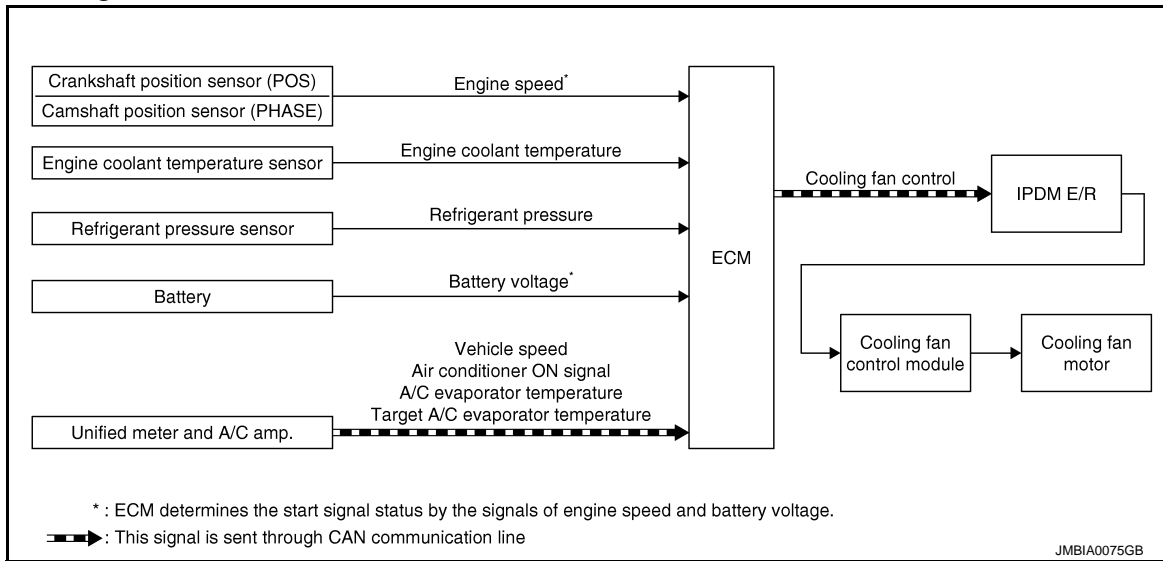 Crankshaft position sensor (POS)
Camshaft position sensor (PHASE)
Engine speed*
Engine coolant temperature sensor
Engine coolant temperature
Refrigerant pressure sensor
Refrigerant pressure
Battery
Battery voltage*
Unified meter and A/C amp.
Vehicle speed
Air conditioner ON signal
A/C evaporator temperature
Target A/C evaporator temperature
ECM
Cooling fan control
IPDM E/R
Cooling fan
control module
Cooling fan
motor
* : ECM determines the start signal status by the signals of engine speed and battery voltage.
: This signal is sent through CAN communication line
JMBIA0075GB